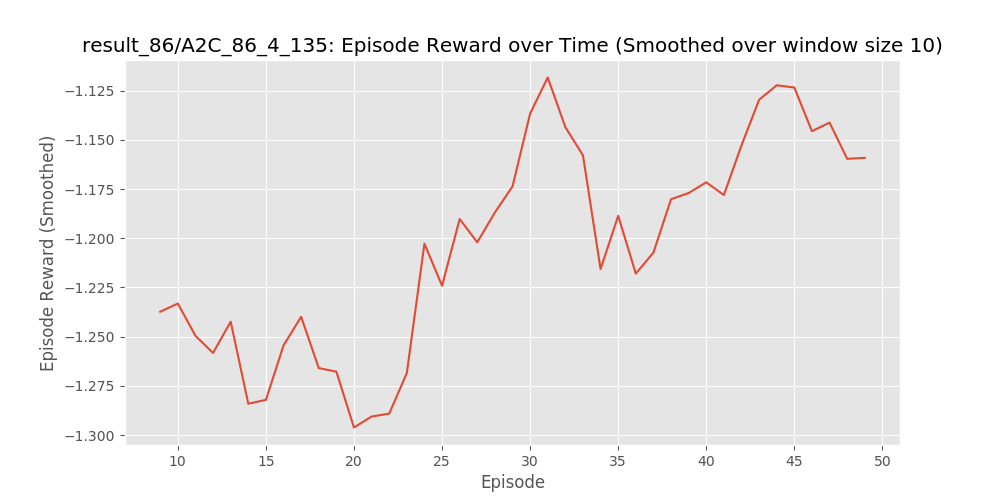 result_86/A2C_86_4_135: Episode Reward over Time (Smoothed over window size 10)
Episode Reward (Smoothed)
−1.125
−1.150
−1.175
−1.200
−1.225
−1.250
−1.275
−1.300
10 15 20 25 30 35 40 45 50
Episode